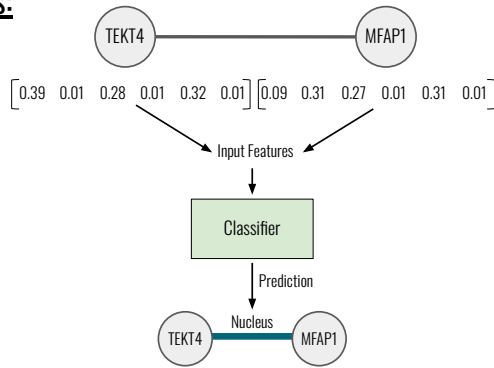 s:
TEKT4 MFAP1
[0.39 0.01 0.28 0.01 0.32 0.01] [0.09 0.31 0.27 0.01 0.31 0.01]
Input Features
Classifier
Prediction
Nucleus
TEKT4 MFAP1